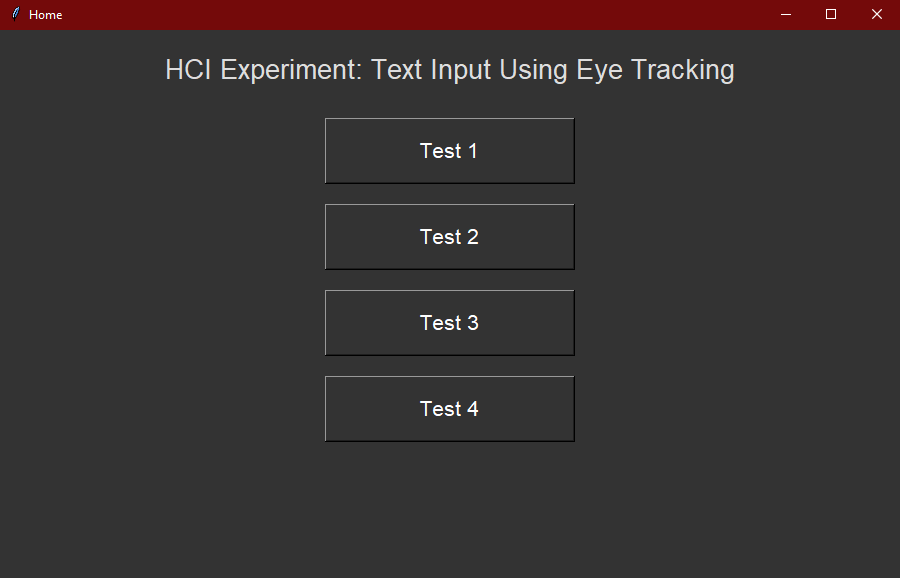 Home
HCI Experiment: Text Input Using Eye Tracking
Test 1
Test 2
Test 3
Test 4